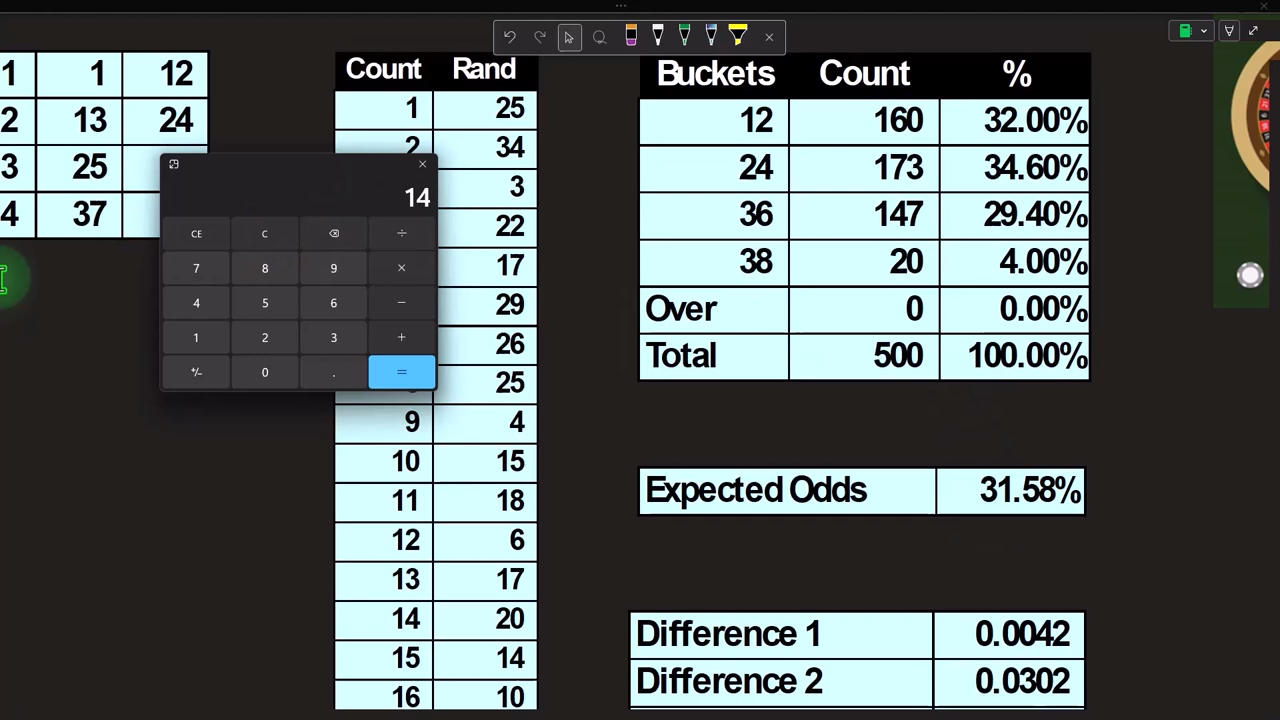 Count Rand Buckets Count %
1 1 12
1 25
12 160 32.00%
2 13 24
2 34
24 173 34.60%
3 25
3
36 147 29.40%
4 37
22
38 20 4.00%
17
Over 0 0.00%
29
26
Total 500 100.00%
25
9 4
10 15
11 18
12 6
13 17
14 20
15 14
16 10
14
CE C ÷
7 8 9 ×
4 5 6 −
1 2 3 +
+/- 0 . =
Expected Odds 31.58%
Difference 1 0.0042
Difference 2 0.0302